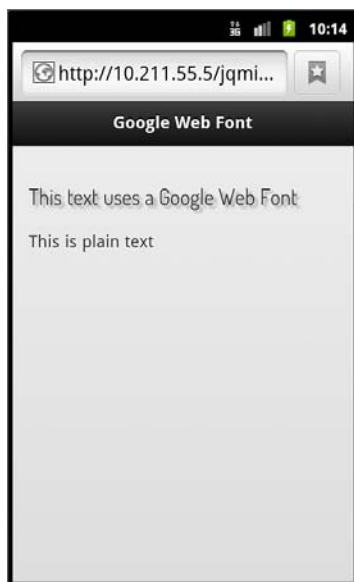 3G 10:14
http://10.211.55.5/jqmi...
Google Web Font
This text uses a Google Web Font
This is plain text